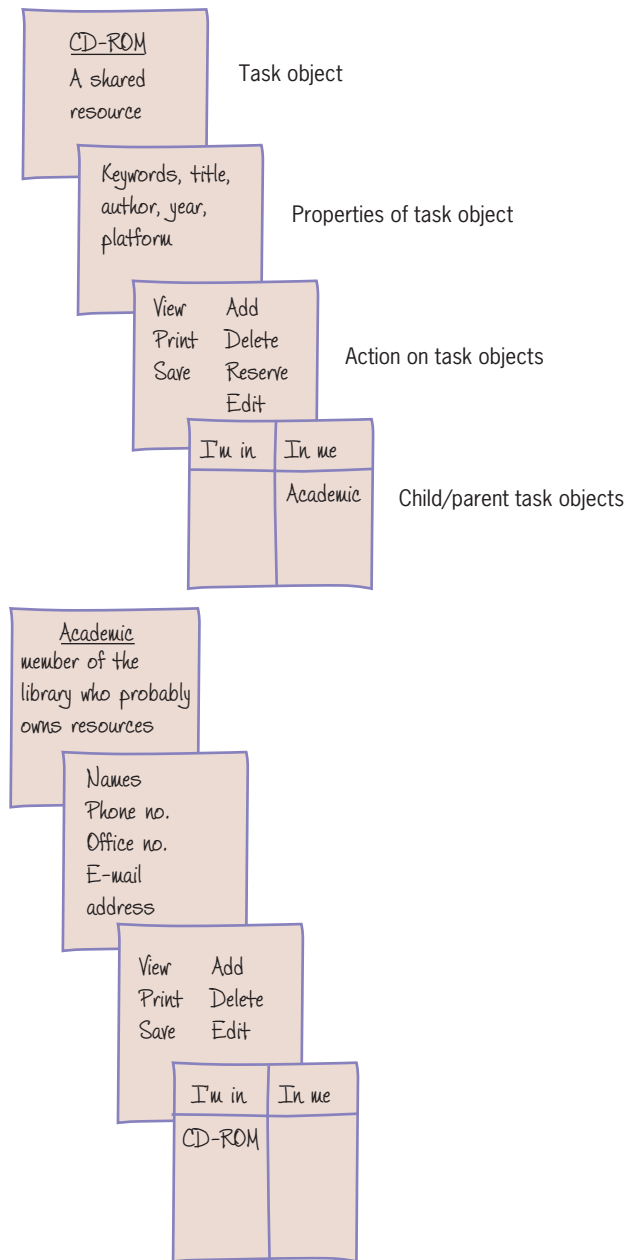 CD-ROM
A shared
resource
Task object
Keywords, title,
author, year,
platform
Properties of task object
View Add
Print Delete
Save Reserve
Edit
Action on task objects
I'm in In me
Academic
Child/parent task objects
Academic
member of the
library who probably
owns resources
Names
Phone no.
Office no.
E-mail
address
View Add
Print Delete
Save Edit
I'm in In me
CD-ROM